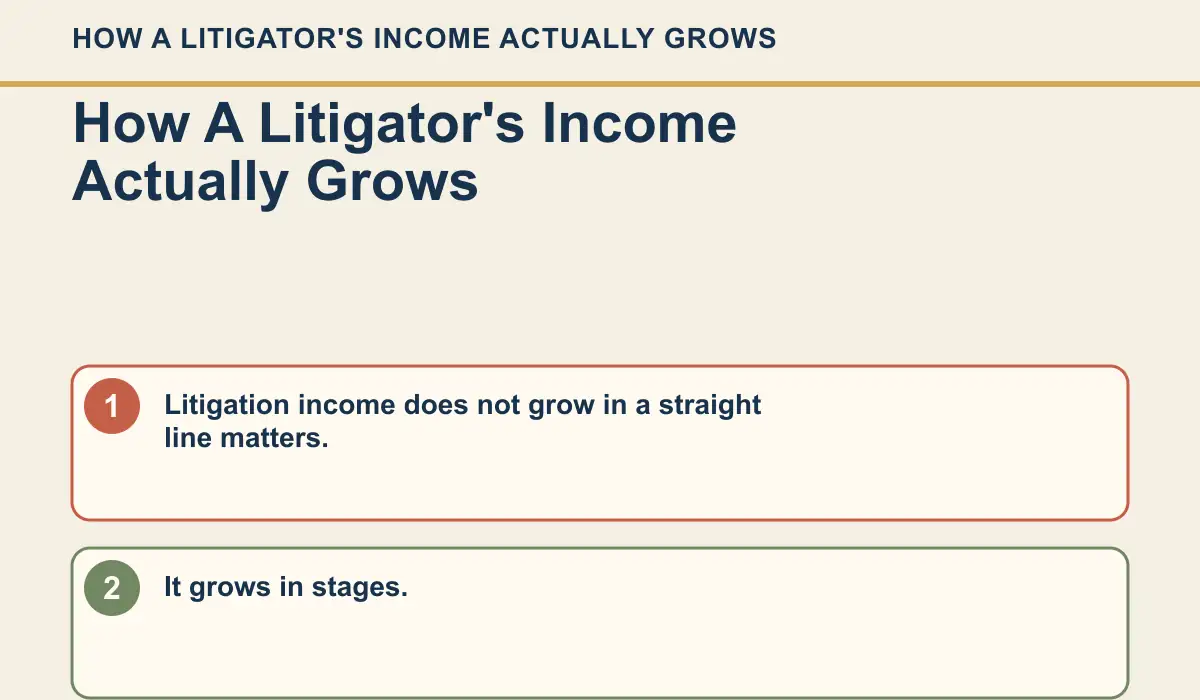 HOW A LITIGATOR'S INCOME ACTUALLY GROWS
How A Litigator's Income
Actually Grows
1
Litigation income does not grow in a straight
line matters.
2
It grows in stages.